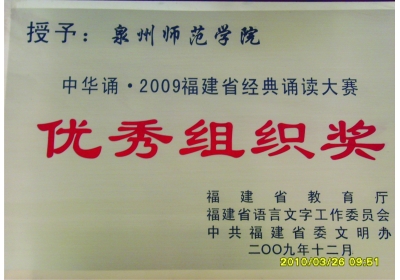 授予：泉州师范学院
中华诵·2009福建省经典诵读大赛
优秀组织奖
福建省教育厅
福建省语言文字工作委员会
中共福建省委文明办
二〇〇九年十二月
2010/03/26 09:51